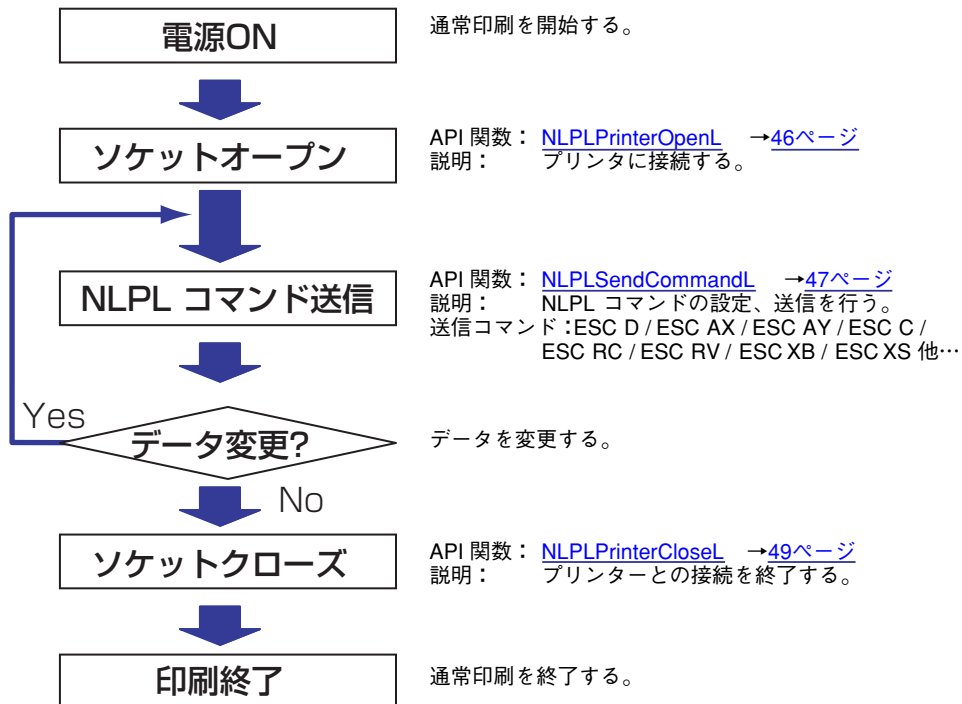 電源ON
通常印刷を開始する。
ソケットオープン
API 関数： NLPLPrinterOpenL →46ページ
説明： プリンタに接続する。
NLPL コマンド送信
API 関数： NLPLSendCommandL →47ページ
説明： NLPL コマンドの設定、送信を行う。
送信コマンド：ESC D / ESC AX / ESC AY / ESC C /
ESC RC / ESC RV / ESC XB / ESC XS 他…
Yes
データ変更?
データを変更する。
No
ソケットクローズ
API 関数： NLPLPrinterCloseL →49ページ
説明： プリンターとの接続を終了する。
印刷終了
通常印刷を終了する。